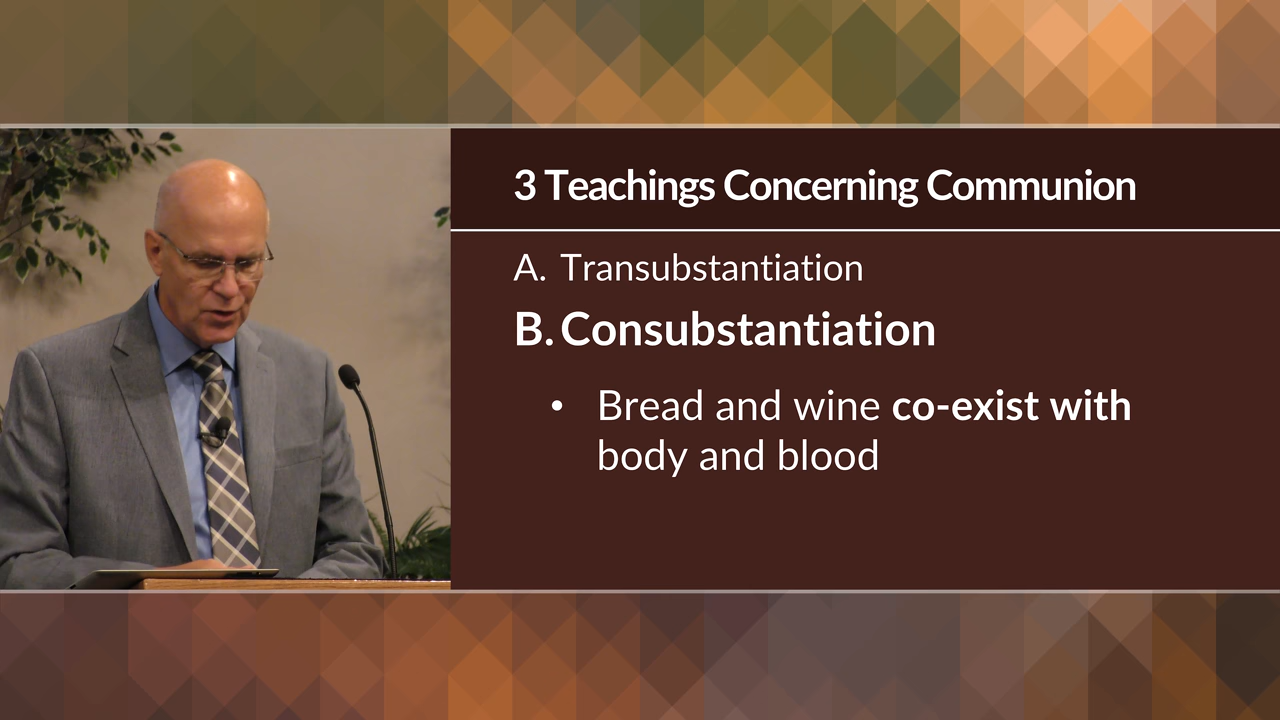 3 Teachings Concerning Communion
A. Transubstantiation
B. Consubstantiation
• Bread and wine co-exist with
body and blood